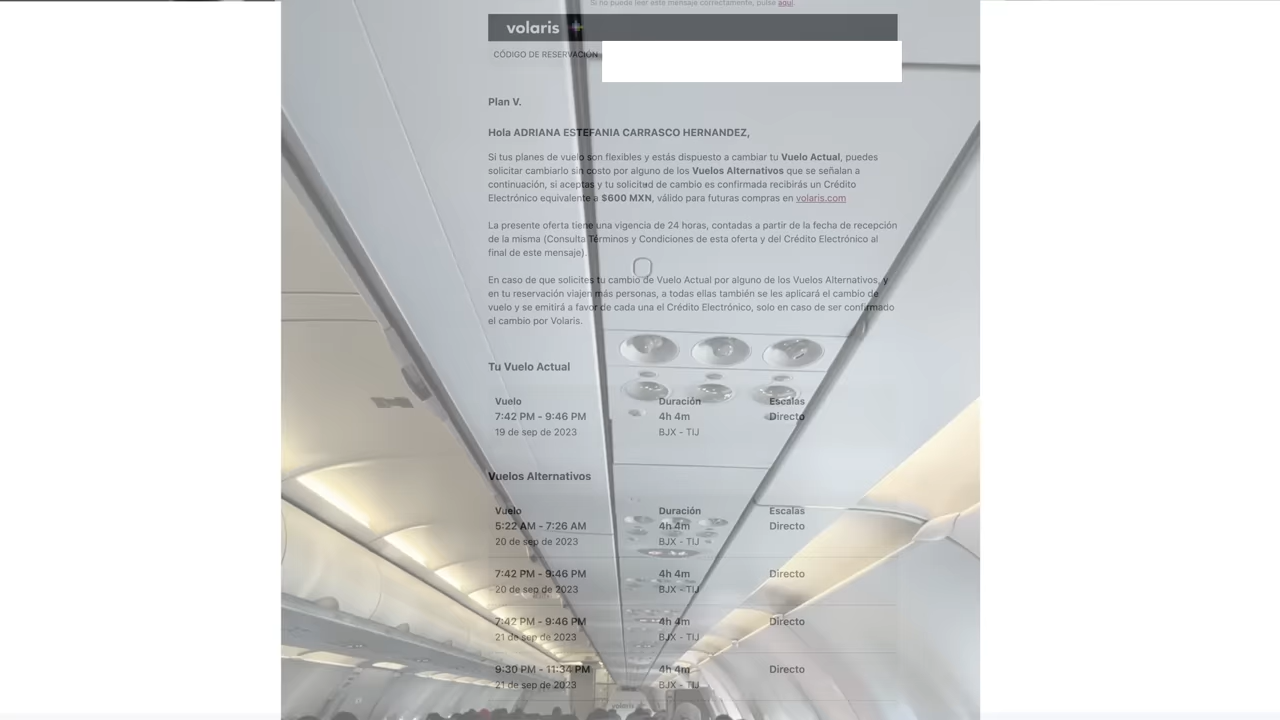 Si no puede leer este mensaje correctamente, pulse aquí.
volaris
CÓDIGO DE RESERVACIÓN
Plan V.
Hola ADRIANA ESTEFANIA CARRASCO HERNANDEZ,
Si tus planes de vuelo son flexibles y estás dispuesto a cambiar tu Vuelo Actual, puedes
solicitar cambiarlo sin costo por alguno de los Vuelos Alternativos que se señalan a
continuación, si aceptas y tu solicitud de cambio es confirmada recibirás un Crédito
Electrónico equivalente a $600 MXN, válido para futuras compras en volaris.com
La presente oferta tiene una vigencia de 24 horas, contadas a partir de la fecha de recepción
de la misma (Consulta Términos y Condiciones de esta oferta y del Crédito Electrónico al
final de este mensaje).
En caso de que solicites tu cambio de Vuelo Actual por alguno de los Vuelos Alternativos, y
en tu reservación viajen más personas, a todas ellas también se les aplicará el cambio de
vuelo y se emitirá a favor de cada una el Crédito Electrónico, solo en caso de ser confirmado
el cambio por Volaris.
Tu Vuelo Actual
Vuelo Duración Escalas
7:42 PM - 9:46 PM 4h 4m Directo
19 de sep de 2023 BJX - TIJ
Vuelos Alternativos
Vuelo Duración Escalas
5:22 AM - 7:26 AM 4h 4m Directo
20 de sep de 2023 BJX - TIJ
7:42 PM - 9:46 PM 4h 4m Directo
20 de sep de 2023 BJX - TIJ
7:42 PM - 9:46 PM 4h 4m Directo
21 de sep de 2023 BJX - TIJ
9:30 PM - 11:34 PM 4h 4m Directo
21 de sep de 2023 BJX - TIJ
volaris